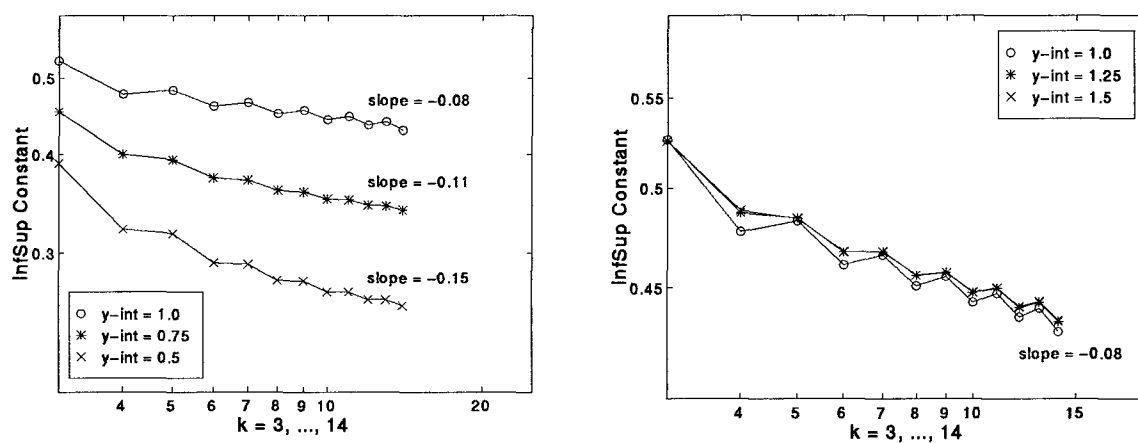 InfSup Constant
0.5
0.4
0.3
slope = −0.08
slope = −0.11
slope = −0.15
y−int = 1.0
y−int = 0.75
y−int = 0.5
4 5 6 7 8 9 10 20
k = 3, ..., 14
InfSup Constant
0.55
0.5
0.45
y−int = 1.0
y−int = 1.25
y−int = 1.5
slope = −0.08
4 5 6 7 8 9 10 15
k = 3, ..., 14